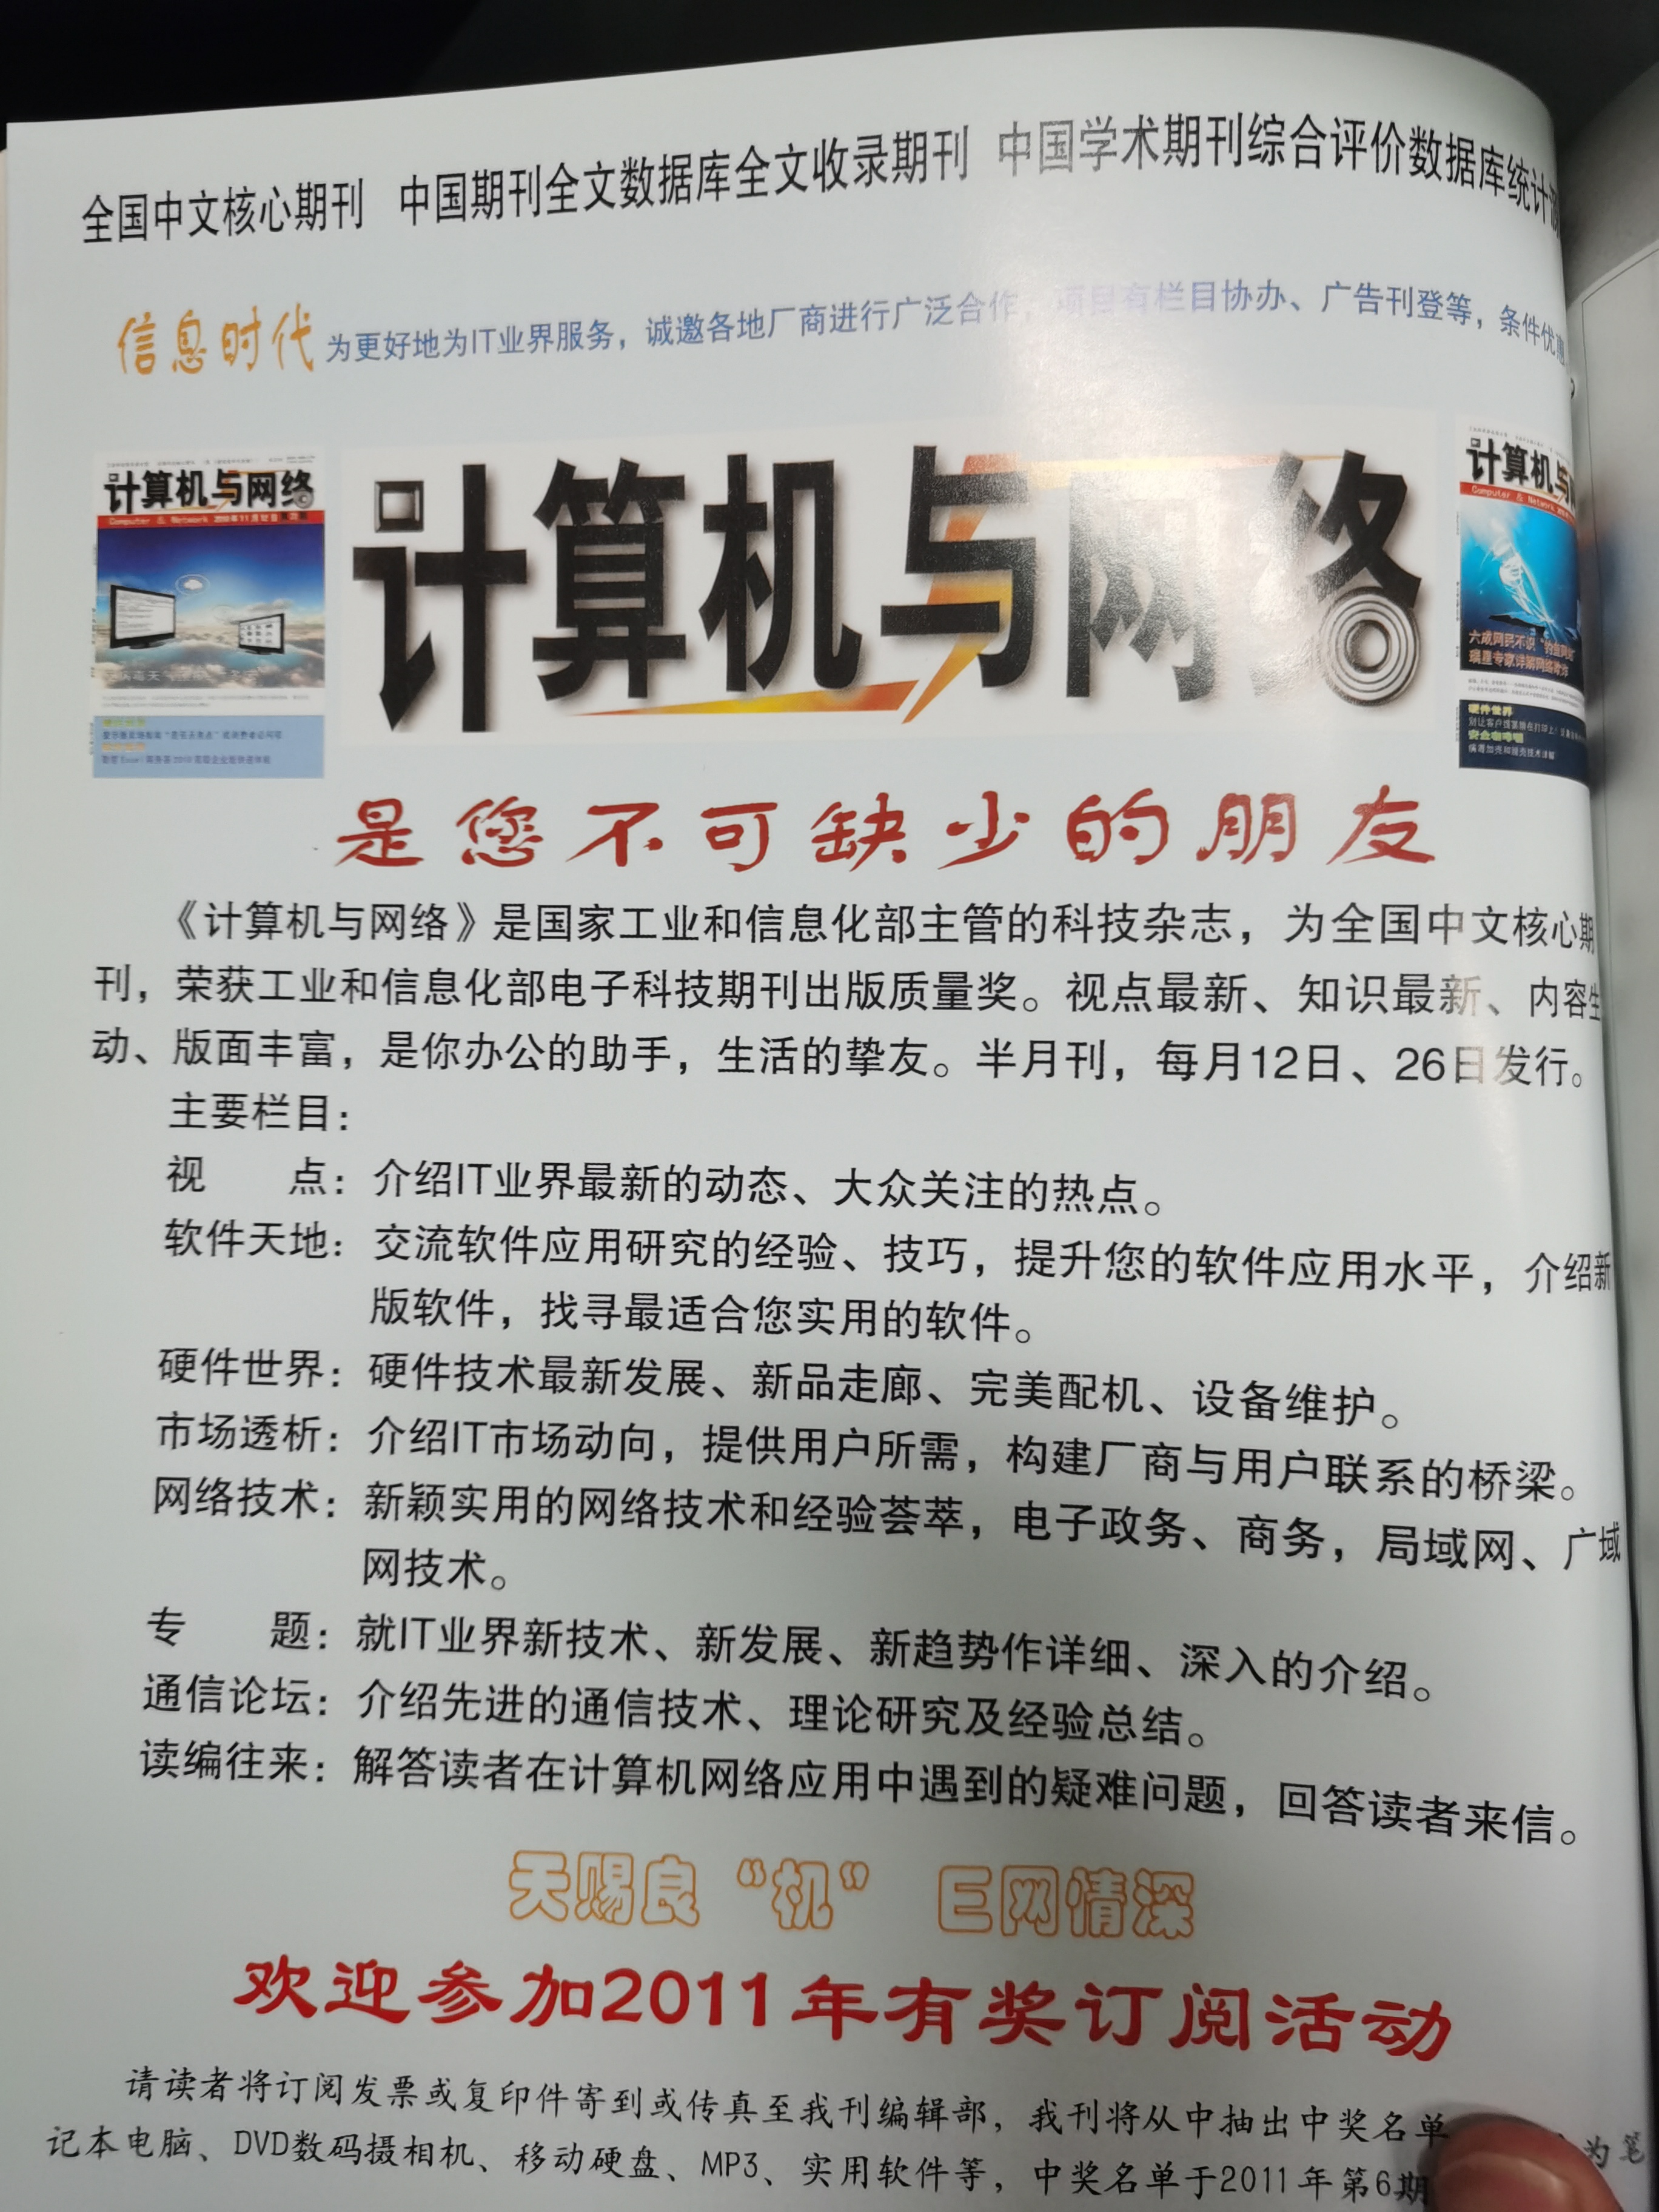 全国中文核心期刊 中国期刊全文数据库全文收录期刊 中国学术期刊综合评价数据库统计
信息时代 为更好地为IT业界服务，诚邀各地厂商进行广泛合作，项目有栏目协办、广告刊登等，条件优惠
计算机与网络
Computer & Network 2010年11月12日
计算机与网络
计算机与
Computer & Network
六成网民不识“钓鱼网站”
瑞星专家详解网络欺诈
硬件世界
是您不可缺少的朋友
《计算机与网络》是国家工业和信息化部主管的科技杂志，为全国中文核心期
刊，荣获工业和信息化部电子科技期刊出版质量奖。视点最新、知识最新、内容生
动、版面丰富，是你办公的助手，生活的挚友。半月刊，每月12日、26日发行。
主要栏目：
视 点：介绍IT业界最新的动态、大众关注的热点。
软件天地：交流软件应用研究的经验、技巧，提升您的软件应用水平，介绍新
版软件，找寻最适合您实用的软件。
硬件世界：硬件技术最新发展、新品走廊、完美配机、设备维护。
市场透析：介绍IT市场动向，提供用户所需，构建厂商与用户联系的桥梁。
网络技术：新颖实用的网络技术和经验荟萃，电子政务、商务，局域网、广域
网技术。
专 题：就IT业界新技术、新发展、新趋势作详细、深入的介绍。
通信论坛：介绍先进的通信技术、理论研究及经验总结。
读编往来：解答读者在计算机网络应用中遇到的疑难问题，回答读者来信。
天赐良“机” E网情深
欢迎参加2011年有奖订阅活动
请读者将订阅发票或复印件寄到或传真至我刊编辑部，我刊将从中抽出中奖名单 为笔
记本电脑、DVD数码摄相机、移动硬盘、MP3、实用软件等，中奖名单于2011年第6期